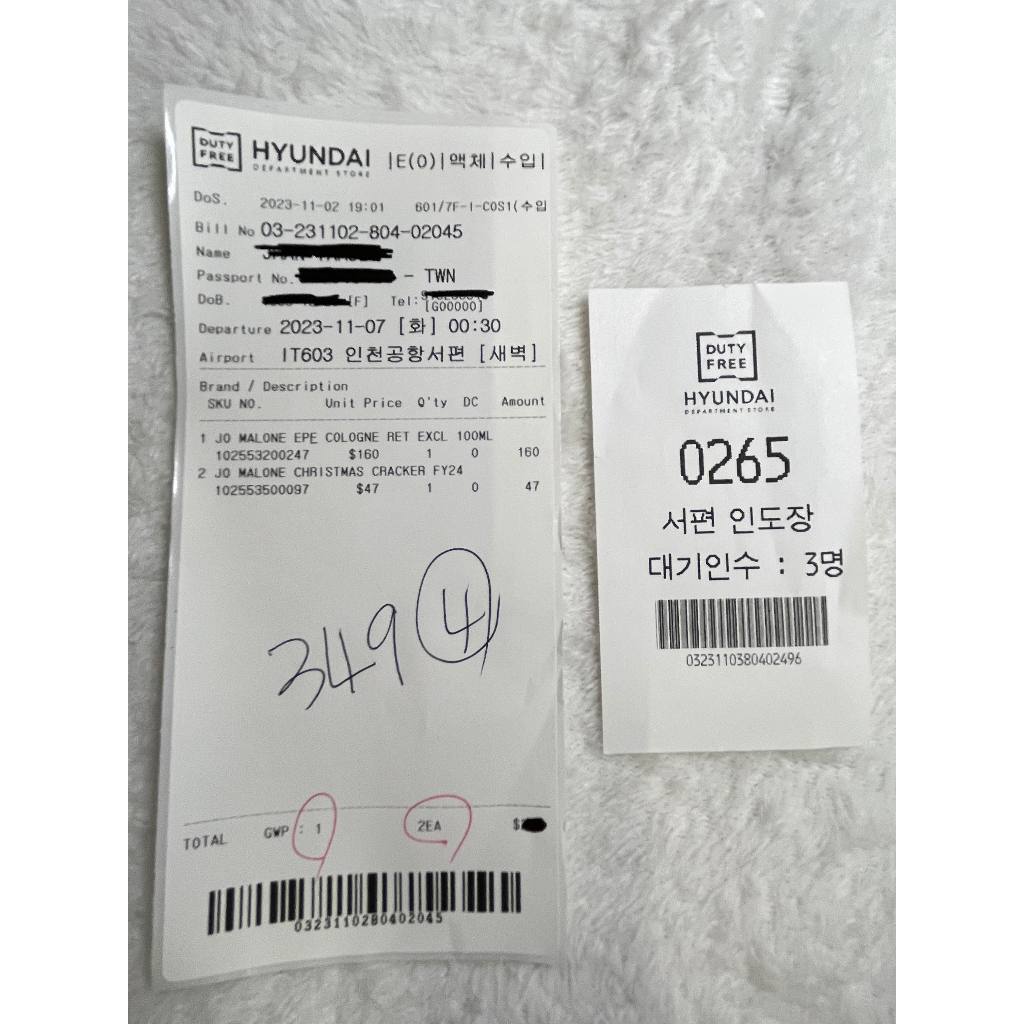 DUTY FREE HYUNDAI DEPARTMENT STORE |E(0)|액체|수입|
DoS. 2023-11-02 19:01 601/7F-I-COS1(수입
Bill No 03-231102-804-02045
Name
Passport No. - TWN
DoB. [F] Tel:
[G00000]
Departure 2023-11-07 [화] 00:30
Airport IT603 인천공항서편 [새벽]
Brand / Description
SKU NO. Unit Price Q'ty DC Amount
1 JO MALONE EPE COLOGNE RET EXCL 100ML
102553200247 $160 1 0 160
2 JO MALONE CHRISTMAS CRACKER FY24
102553500097 $47 1 0 47
349 4
TOTAL GWP : 1 2EA $
0323110280402045
DUTY
FREE
HYUNDAI
DEPARTMENT STORE
0265
서편 인도장
대기인수 : 3명
0323110380402496